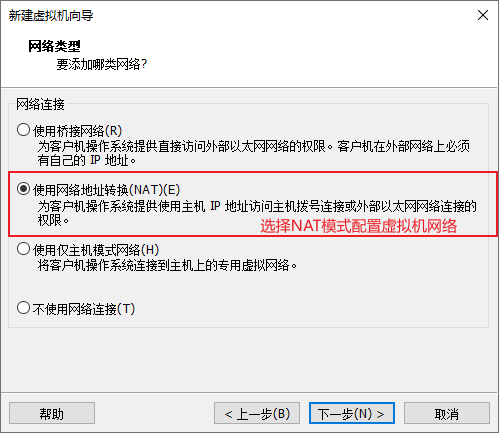 新建虚拟机向导
网络类型
要添加哪类网络?
网络连接
使用桥接网络(R)
为客户机操作系统提供直接访问外部以太网网络的权限。客户机在外部网络上必须
有自己的 IP 地址。
使用网络地址转换(NAT)(E)
为客户机操作系统提供使用主机 IP 地址访问主机拨号连接或外部以太网网络连接的
权限。
选择NAT模式配置虚拟机网络
使用仅主机模式网络(H)
将客户机操作系统连接到主机上的专用虚拟网络。
不使用网络连接(T)
帮助
< 上一步(B)
下一步(N) >
取消